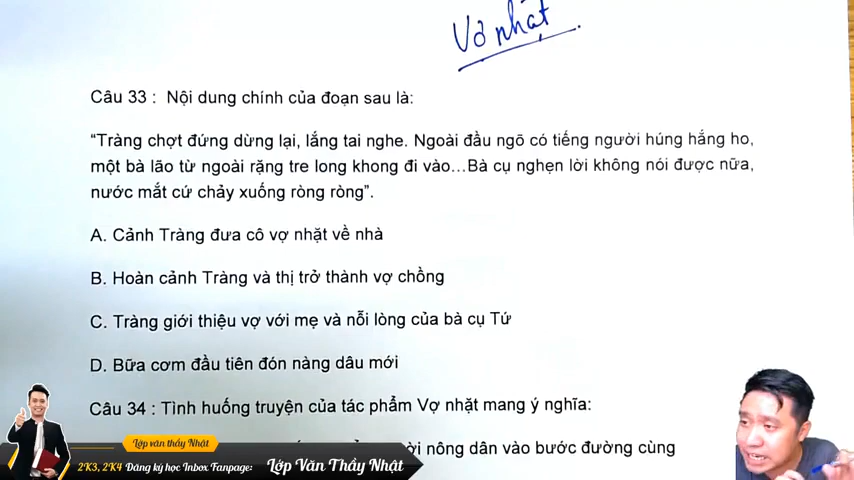 Vợ nhặt
Câu 33 : Nội dung chính của đoạn sau là:
“Tràng chợt đứng dừng lại, lắng tai nghe. Ngoài đầu ngõ có tiếng người húng hắng ho,
một bà lão từ ngoài rặng tre long khong đi vào...Bà cụ nghẹn lời không nói được nữa,
nước mắt cứ chảy xuống ròng ròng”.
A. Cảnh Tràng đưa cô vợ nhặt về nhà
B. Hoàn cảnh Tràng và thị trở thành vợ chồng
C. Tràng giới thiệu vợ với mẹ và nỗi lòng của bà cụ Tứ
D. Bữa cơm đầu tiên đón nàng dâu mới
Câu 34 : Tình huống truyện của tác phẩm Vợ nhặt mang ý nghĩa:
nông dân vào bước đường cùng
Lớp văn thầy Nhật
2K3, 2K4 Đăng ký học Inbox Fanpage: Lớp Văn Thầy Nhật